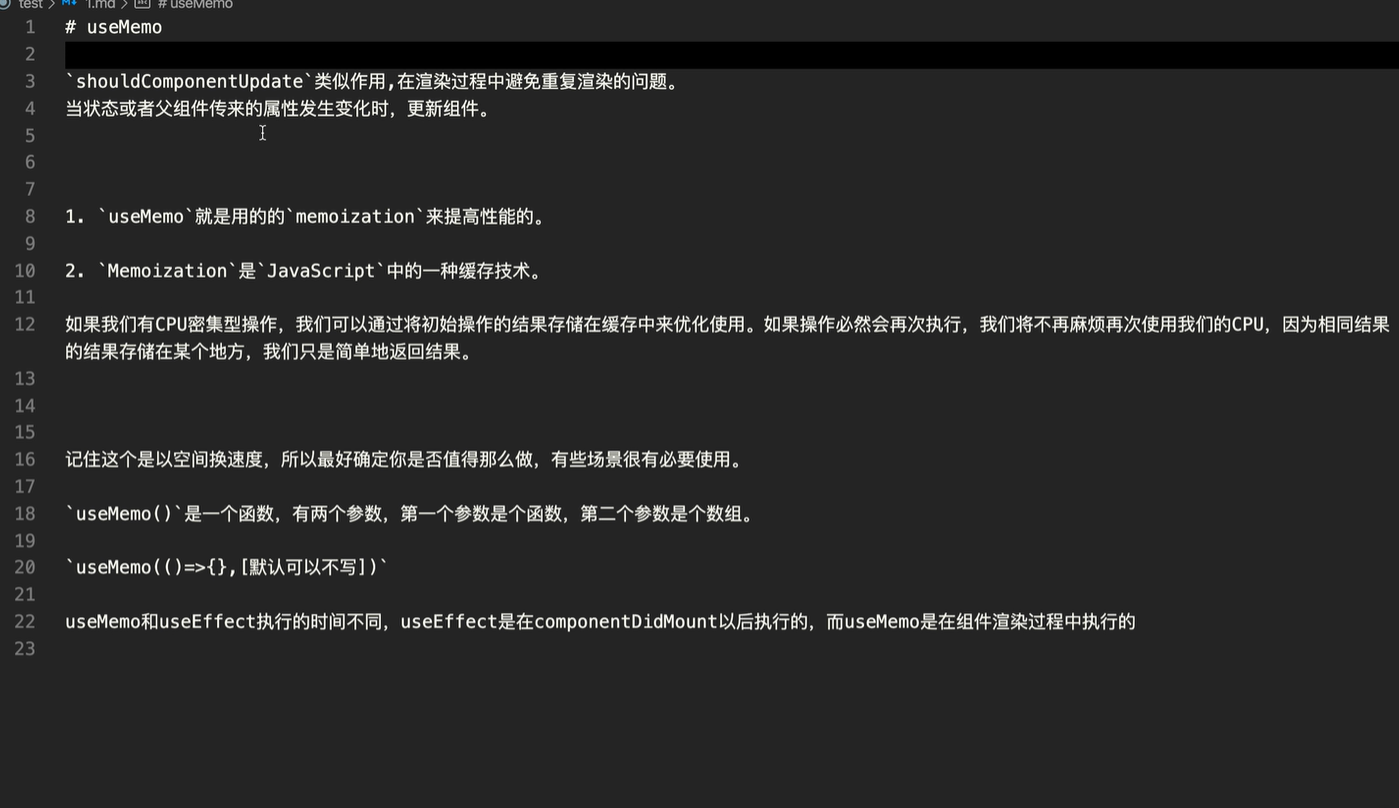 test > 1.md > # useMemo
1 # useMemo
2
3 `shouldComponentUpdate`类似作用,在渲染过程中避免重复渲染的问题。
4 当状态或者父组件传来的属性发生变化时，更新组件。
5
6
7
8 1. `useMemo`就是用的的`memoization`来提高性能的。
9
10 2. `Memoization`是`JavaScript`中的一种缓存技术。
11
12 如果我们有CPU密集型操作，我们可以通过将初始操作的结果存储在缓存中来优化使用。如果操作必然会再次执行，我们将不再麻烦再次使用我们的CPU，因为相同结果
的结果存储在某个地方，我们只是简单地返回结果。
13
14
15
16 记住这个是以空间换速度，所以最好确定你是否值得那么做，有些场景很有必要使用。
17
18 `useMemo()`是一个函数，有两个参数，第一个参数是个函数，第二个参数是个数组。
19
20 `useMemo(()=>{},[默认可以不写])`
21
22 useMemo和useEffect执行的时间不同，useEffect是在componentDidMount以后执行的，而useMemo是在组件渲染过程中执行的
23